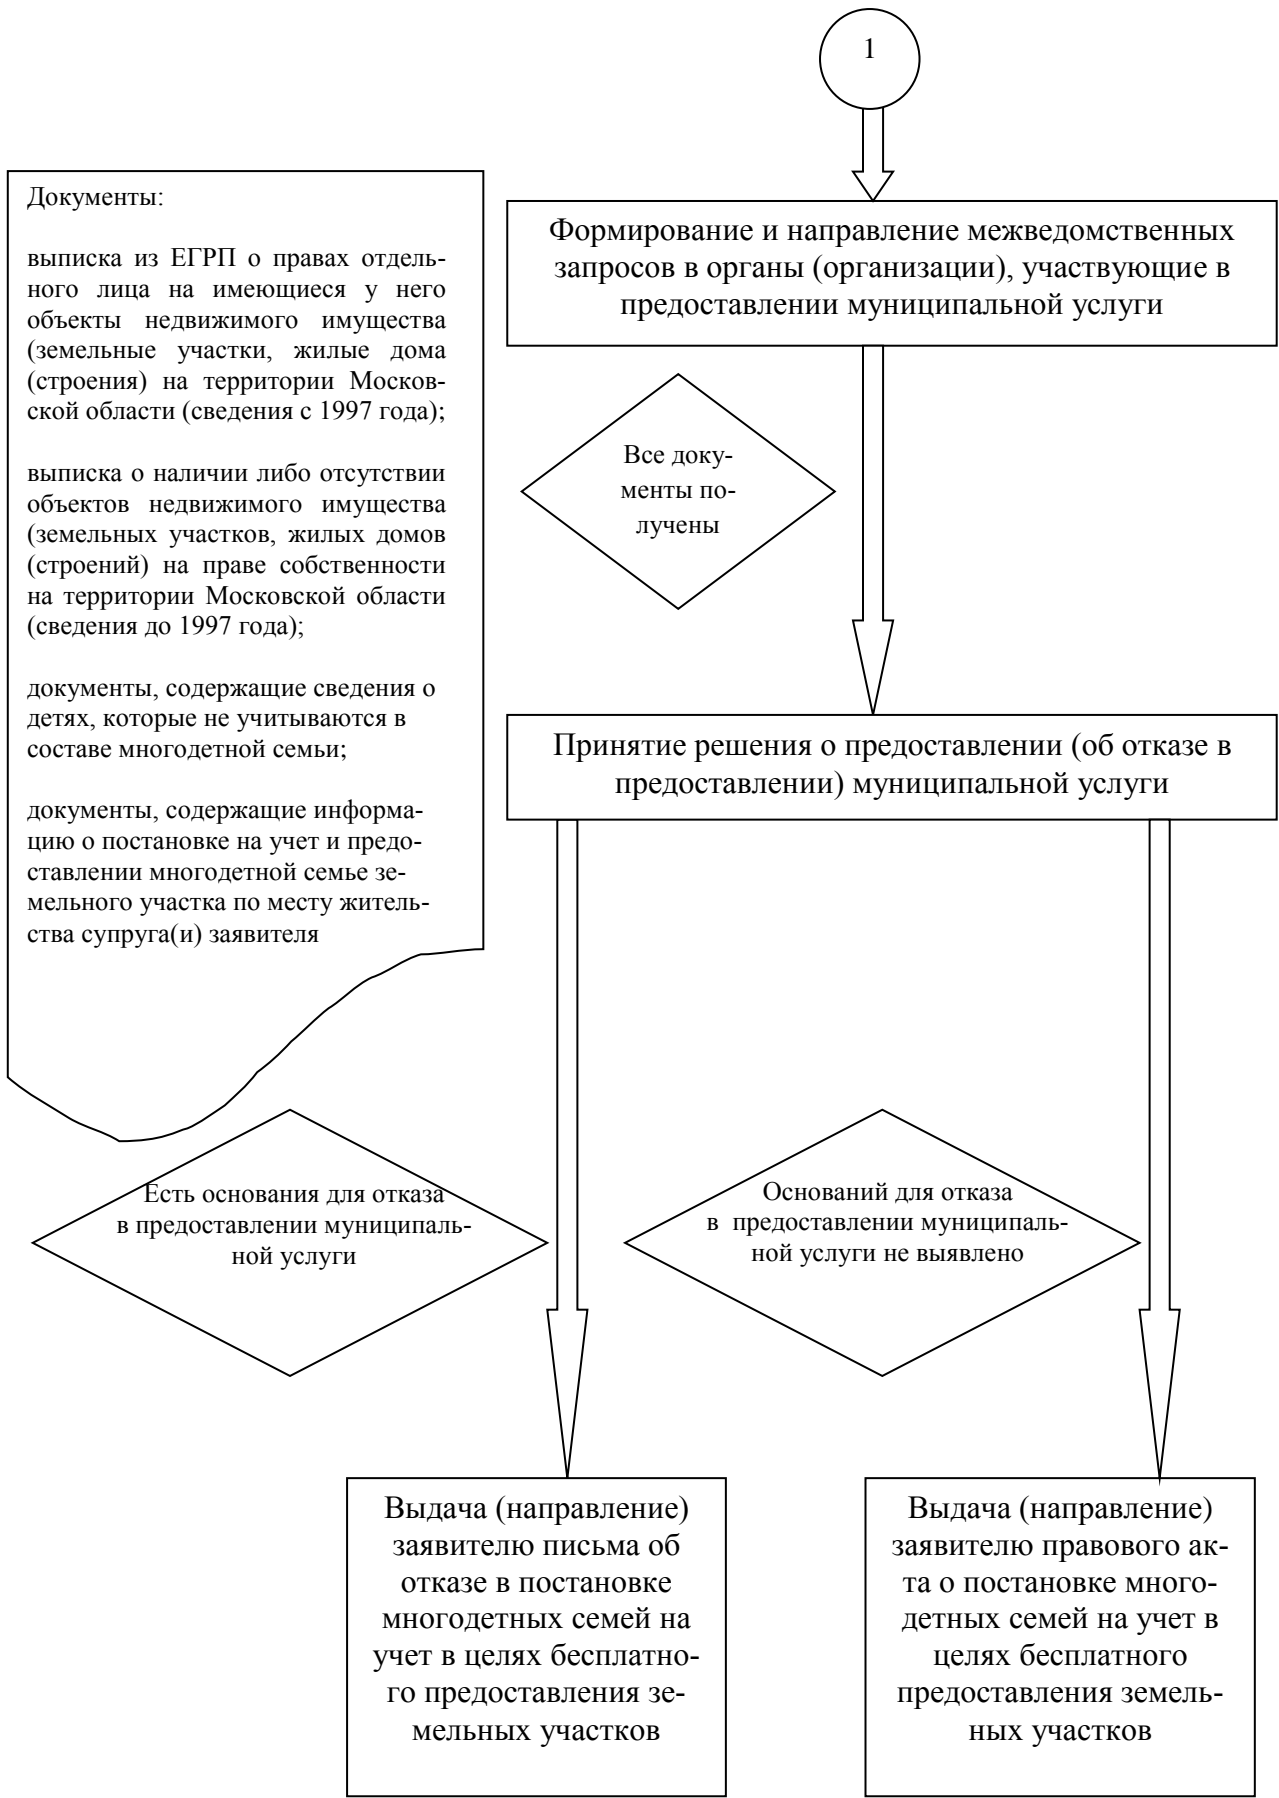 1
Документы:
выписка из ЕГРП о правах отдель-
ного лица на имеющиеся у него
объекты недвижимого имущества
(земельные участки, жилые дома
(строения) на территории Москов-
ской области (сведения с 1997 года);
выписка о наличии либо отсутствии
объектов недвижимого имущества
(земельных участков, жилых домов
(строений) на праве собственности
на территории Московской области
(сведения до 1997 года);
документы, содержащие сведения о
детях, которые не учитываются в
составе многодетной семьи;
документы, содержащие информа-
цию о постановке на учет и предо-
ставлении многодетной семье зе-
мельного участка по месту житель-
ства супруга(и) заявителя
Формирование и направление межведомственных
запросов в органы (организации), участвующие в
предоставлении муниципальной услуги
Все доку-
менты по-
лучены
Принятие решения о предоставлении (об отказе в
предоставлении) муниципальной услуги
Есть основания для отказа
в предоставлении муниципаль-
ной услуги
Оснований для отказа
в  предоставлении муниципаль-
ной услуги не выявлено
Выдача (направление)
заявителю письма об
отказе в постановке
многодетных семей на
учет в целях бесплатно-
го предоставления зе-
мельных участков
Выдача (направление)
заявителю правового ак-
та о постановке много-
детных семей на учет в
целях бесплатного
предоставления земель-
ных участков